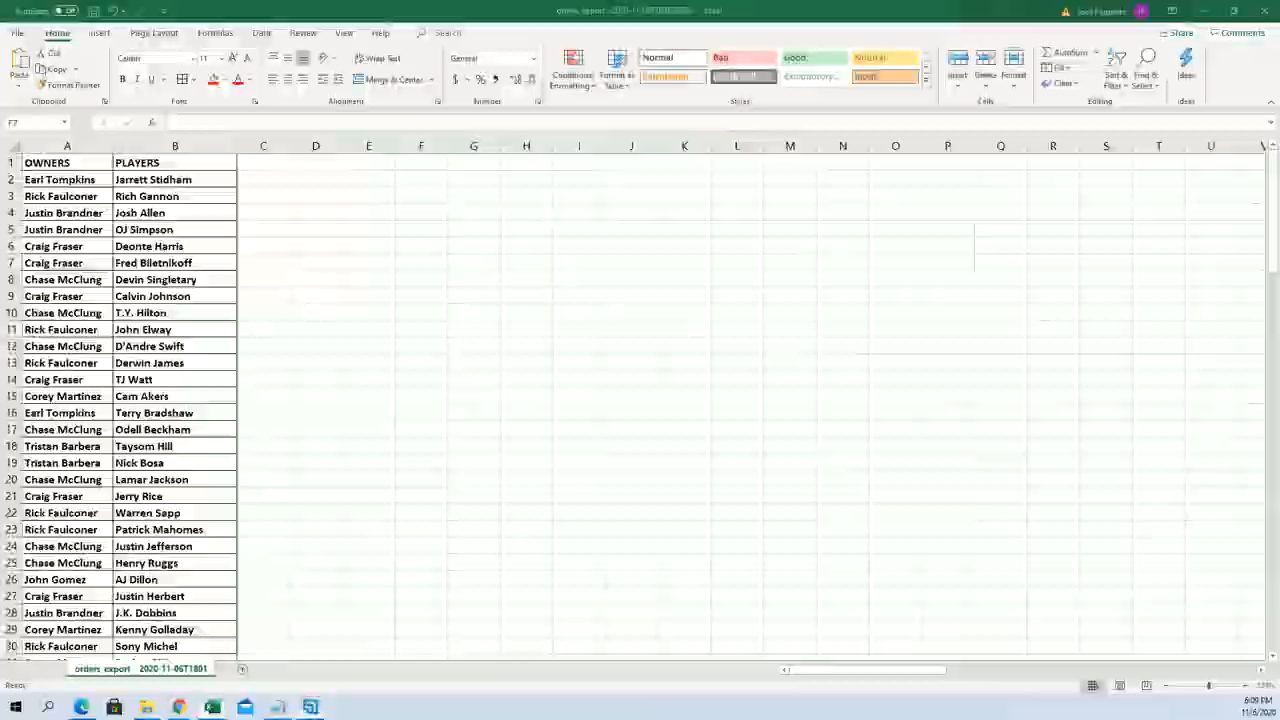 File Home Insert Page Layout Formulas Data Review View Help Search Share Comments
Cut
Copy
Format Painter
Paste
Calibri 11
B I U
Wrap Text
Merge & Center
General
$ % 9
Conditional Formatting
Format as Table
Normal Bad Good Neutral
Calculation Explanatory... Input
Insert Delete Format
AutoSum
Fill
Clear
Sort & Filter
Find & Select
Ideas
Clipboard Font Alignment Number Styles Cells Editing Ideas
F7
A B C D E F G H I J K L M N O P Q R S T U
1 OWNERS PLAYERS
2 Earl Tompkins Jarrett Stidham
3 Rick Faulconer Rich Gannon
4 Justin Brandner Josh Allen
5 Justin Brandner OJ Simpson
6 Craig Fraser Deonte Harris
7 Craig Fraser Fred Biletnikoff
8 Chase McClung Devin Singletary
9 Craig Fraser Calvin Johnson
10 Chase McClung T.Y. Hilton
11 Rick Faulconer John Elway
12 Chase McClung D'Andre Swift
13 Rick Faulconer Derwin James
14 Craig Fraser TJ Watt
15 Corey Martinez Cam Akers
16 Earl Tompkins Terry Bradshaw
17 Chase McClung Odell Beckham
18 Tristan Barbera Taysom Hill
19 Tristan Barbera Nick Bosa
20 Chase McClung Lamar Jackson
21 Craig Fraser Jerry Rice
22 Rick Faulconer Warren Sapp
23 Rick Faulconer Patrick Mahomes
24 Chase McClung Justin Jefferson
25 Chase McClung Henry Ruggs
26 John Gomez AJ Dillon
27 Craig Fraser Justin Herbert
28 Justin Brandner J.K. Dobbins
29 Corey Martinez Kenny Golladay
30 Rick Faulconer Sony Michel
orders_export_2020-11-06T1801
Ready
6:09 PM
11/6/2020